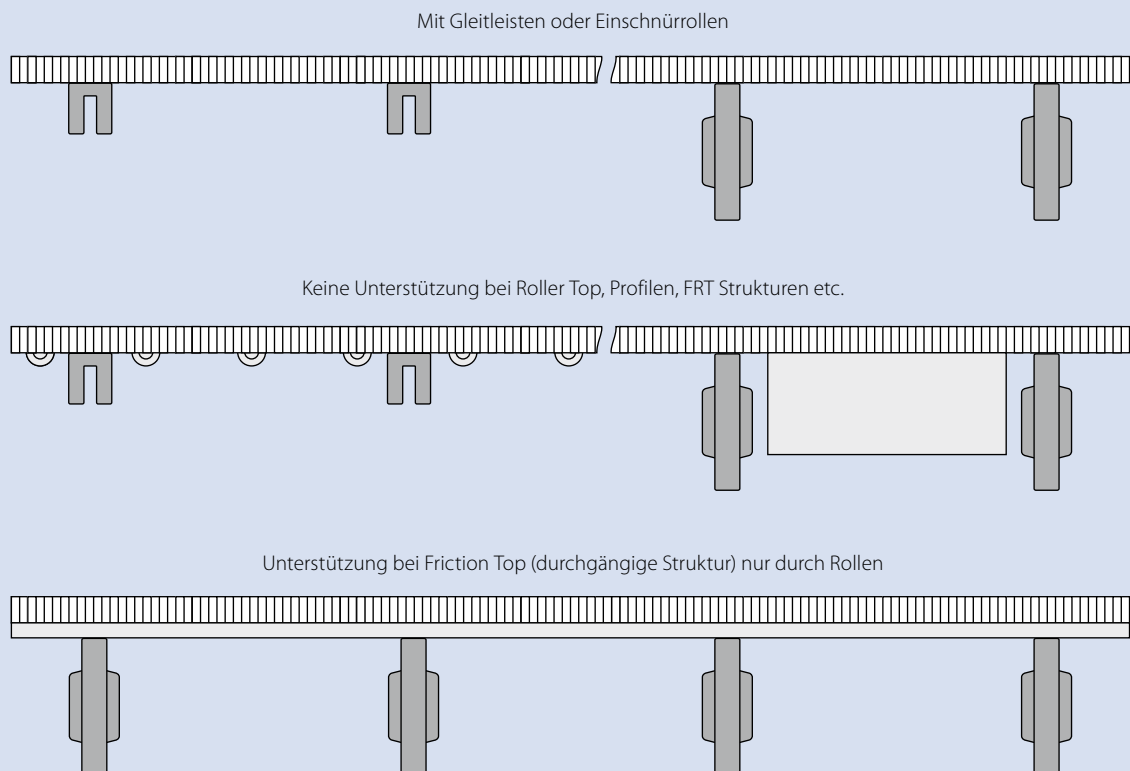 Mit Gleitleisten oder Einschnürrollen
Keine Unterstützung bei Roller Top, Profilen, FRT Strukturen etc.
Unterstützung bei Friction Top (durchgängige Struktur) nur durch Rollen